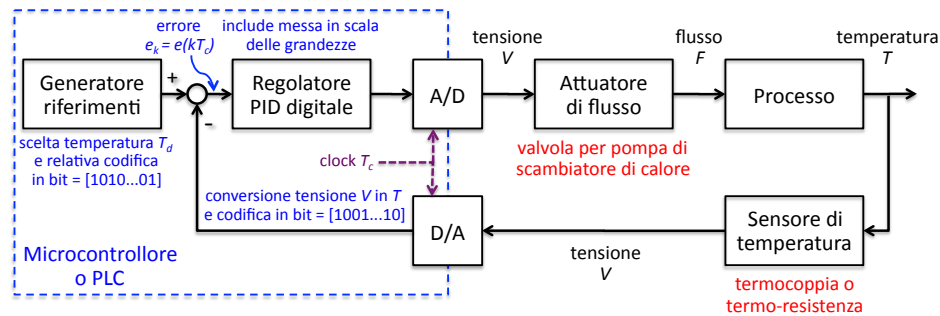 errore
e_k = e(kT_c)
include messa in scala
delle grandezze
tensione
V
flusso
F
temperatura
T
+
-
Generatore
riferimenti
Regolatore
PID digitale
A/D
Attuatore
di flusso
Processo
scelta temperatura T_d
e relativa codifica
in bit = [1010...01]
clock T_c
valvola per pompa di
scambiatore di calore
conversione tensione V in T
e codifica in bit = [1001...10]
D/A
Sensore di
temperatura
tensione
V
Microcontrollore
o PLC
termocoppia o
termo-resistenza